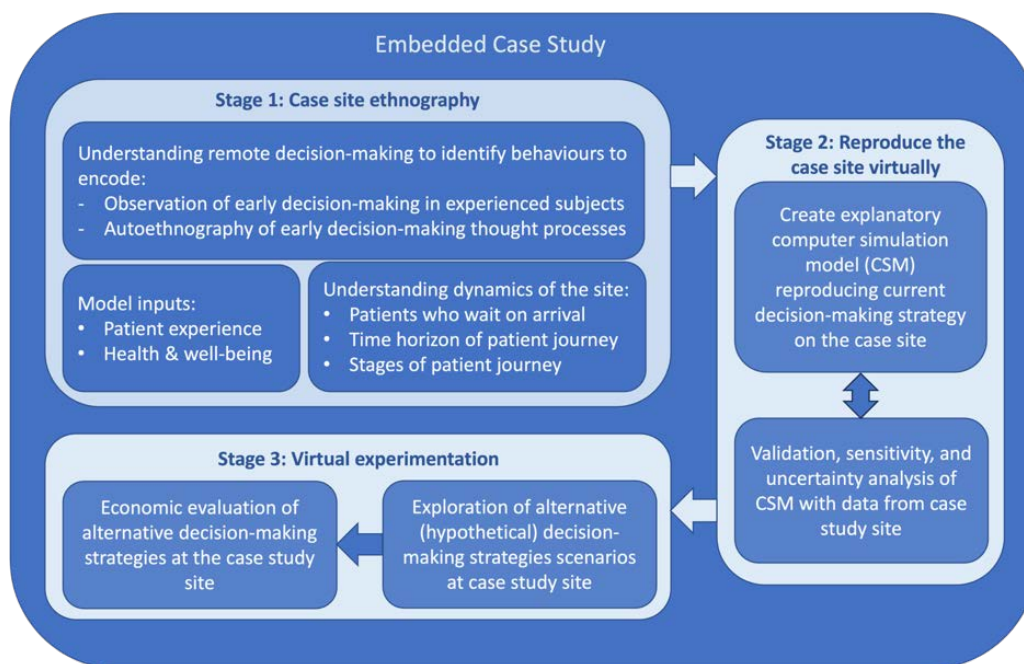 Embedded Case Study
Stage 1: Case site ethnography
Understanding remote decision-making to identify behaviours to
encode:
- Observation of early decision-making in experienced subjects
- Autoethnography of early decision-making thought processes
Model inputs:
• Patient experience
• Health & well-being
Understanding dynamics of the site:
• Patients who wait on arrival
• Time horizon of patient journey
• Stages of patient journey
Stage 2: Reproduce the
case site virtually
Create explanatory
computer simulation
model (CSM)
reproducing current
decision-making strategy
on the case site
Validation, sensitivity, and
uncertainty analysis of
CSM with data from case
study site
Stage 3: Virtual experimentation
Exploration of alternative
(hypothetical) decision-
making strategies scenarios
at case study site
Economic evaluation of
alternative decision-making
strategies at the case study
site